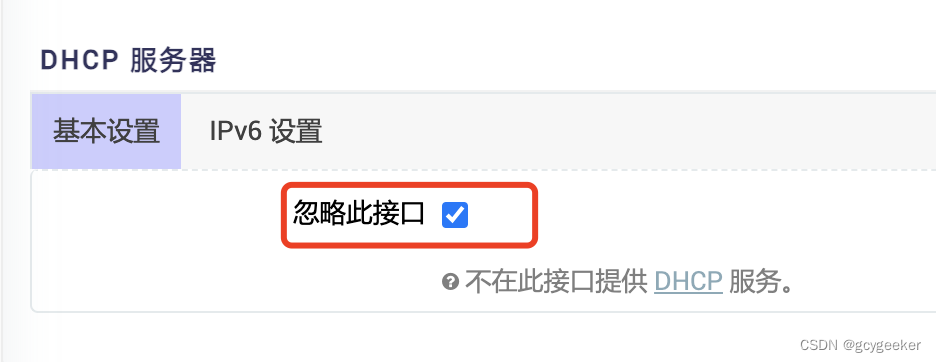 DHCP 服务器
基本设置 IPv6 设置
忽略此接口
不在此接口提供 DHCP 服务。
CSDN @gcygeeker